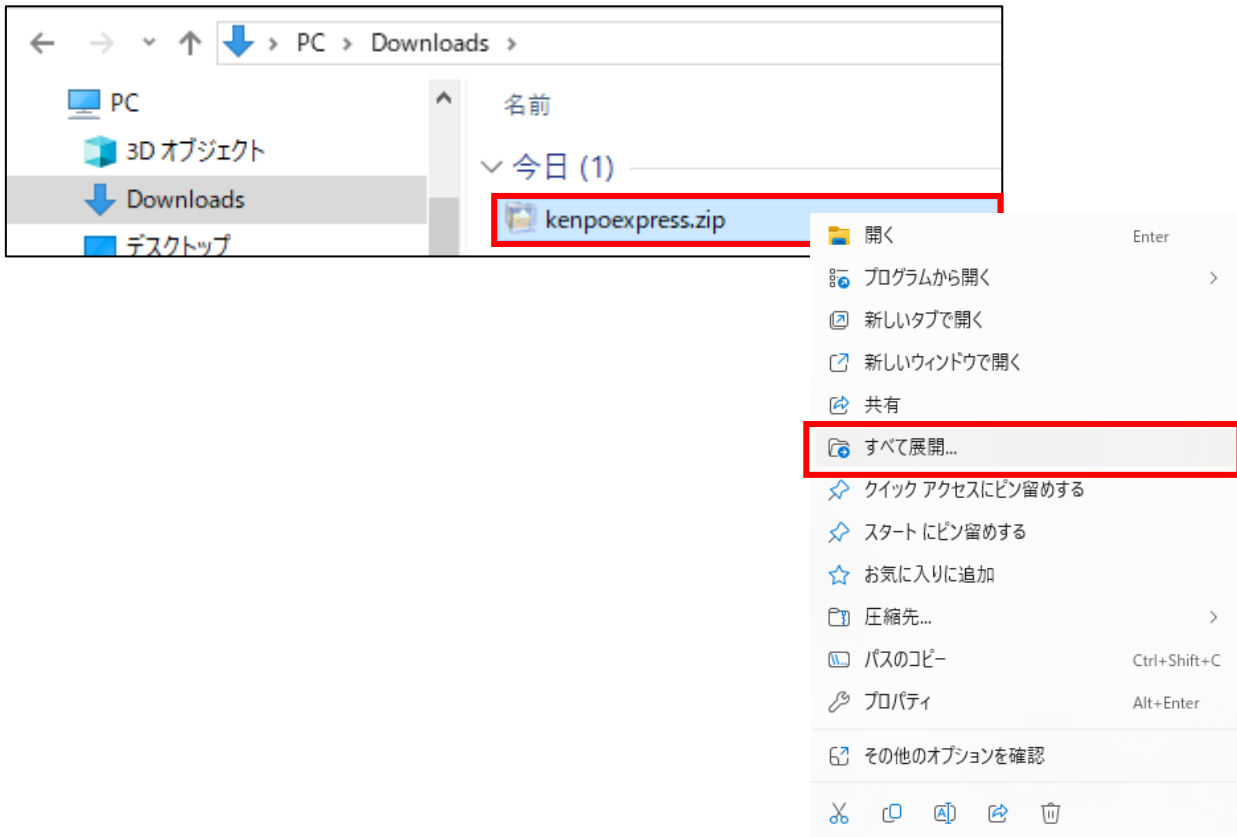 PC > Downloads >
PC
3D オブジェクト
Downloads
デスクトップ
名前
今日 (1)
kenpoexpress.zip
開く Enter
プログラムから開く
新しいタブで開く
新しいウィンドウで開く
共有
すべて展開...
クイック アクセスにピン留めする
スタート にピン留めする
お気に入りに追加
圧縮先...
パスのコピー Ctrl+Shift+C
プロパティ Alt+Enter
その他のオプションを確認